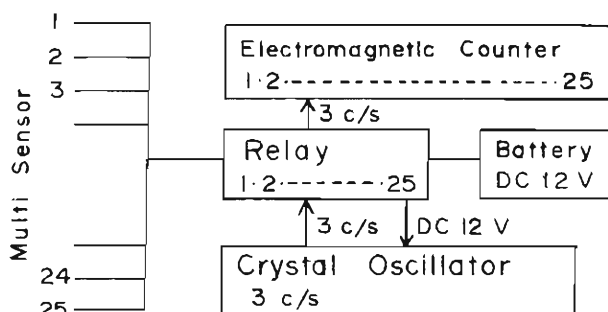 Multi Sensor
1
2
3
24
25
Electromagnetic Counter
1·2-----------------25
3 c/s
Relay
1·2--------25
Battery
DC 12 V
3 c/s
DC 12 V
Crystal Oscillator
3 c/s